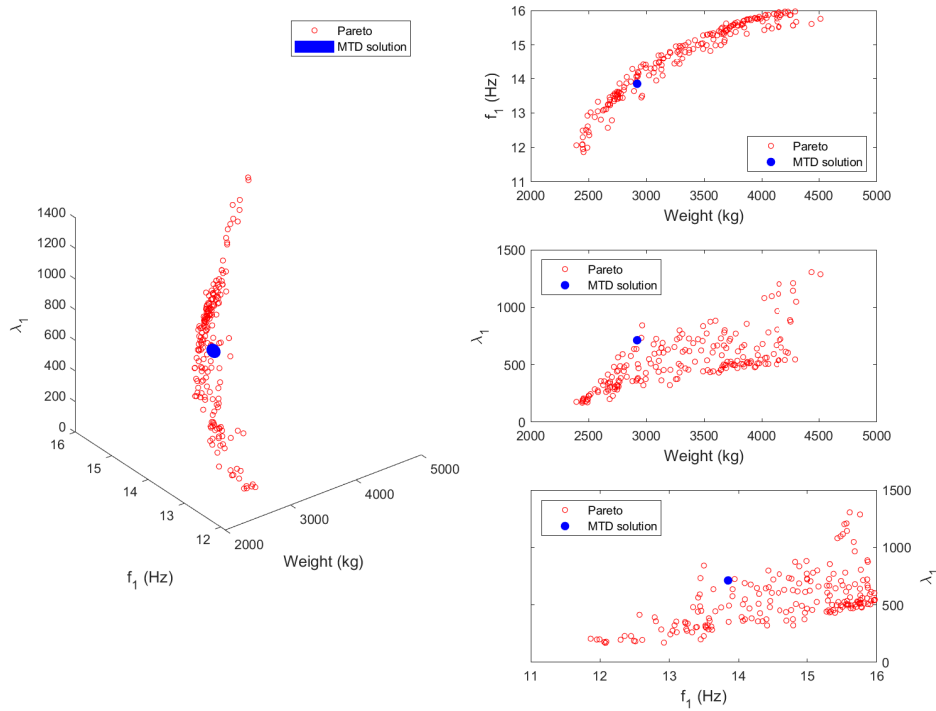 Pareto
MTD solution
1400
1200
1000
800
600
400
200
0
λ1
16
15
14
13
12
f1 (Hz)
2000
3000
4000
5000
Weight (kg)
16
15
14
13
12
11
f1 (Hz)
Pareto
MTD solution
2000 2500 3000 3500 4000 4500 5000
Weight (kg)
1500
1000
500
0
λ1
Pareto
MTD solution
2000 2500 3000 3500 4000 4500 5000
Weight (kg)
Pareto
MTD solution
1500
1000
500
0
λ1
11 12 13 14 15 16
f1 (Hz)